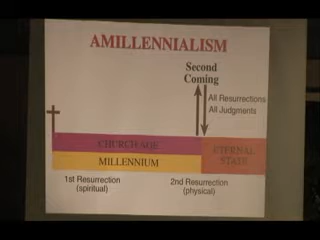 AMILLENNIALISM
Second
Coming
All Resurrections
All Judgments
CHURCH AGE
MILLENNIUM
ETERNAL
STATE
1st Resurrection
(spiritual)
2nd Resurrection
(physical)